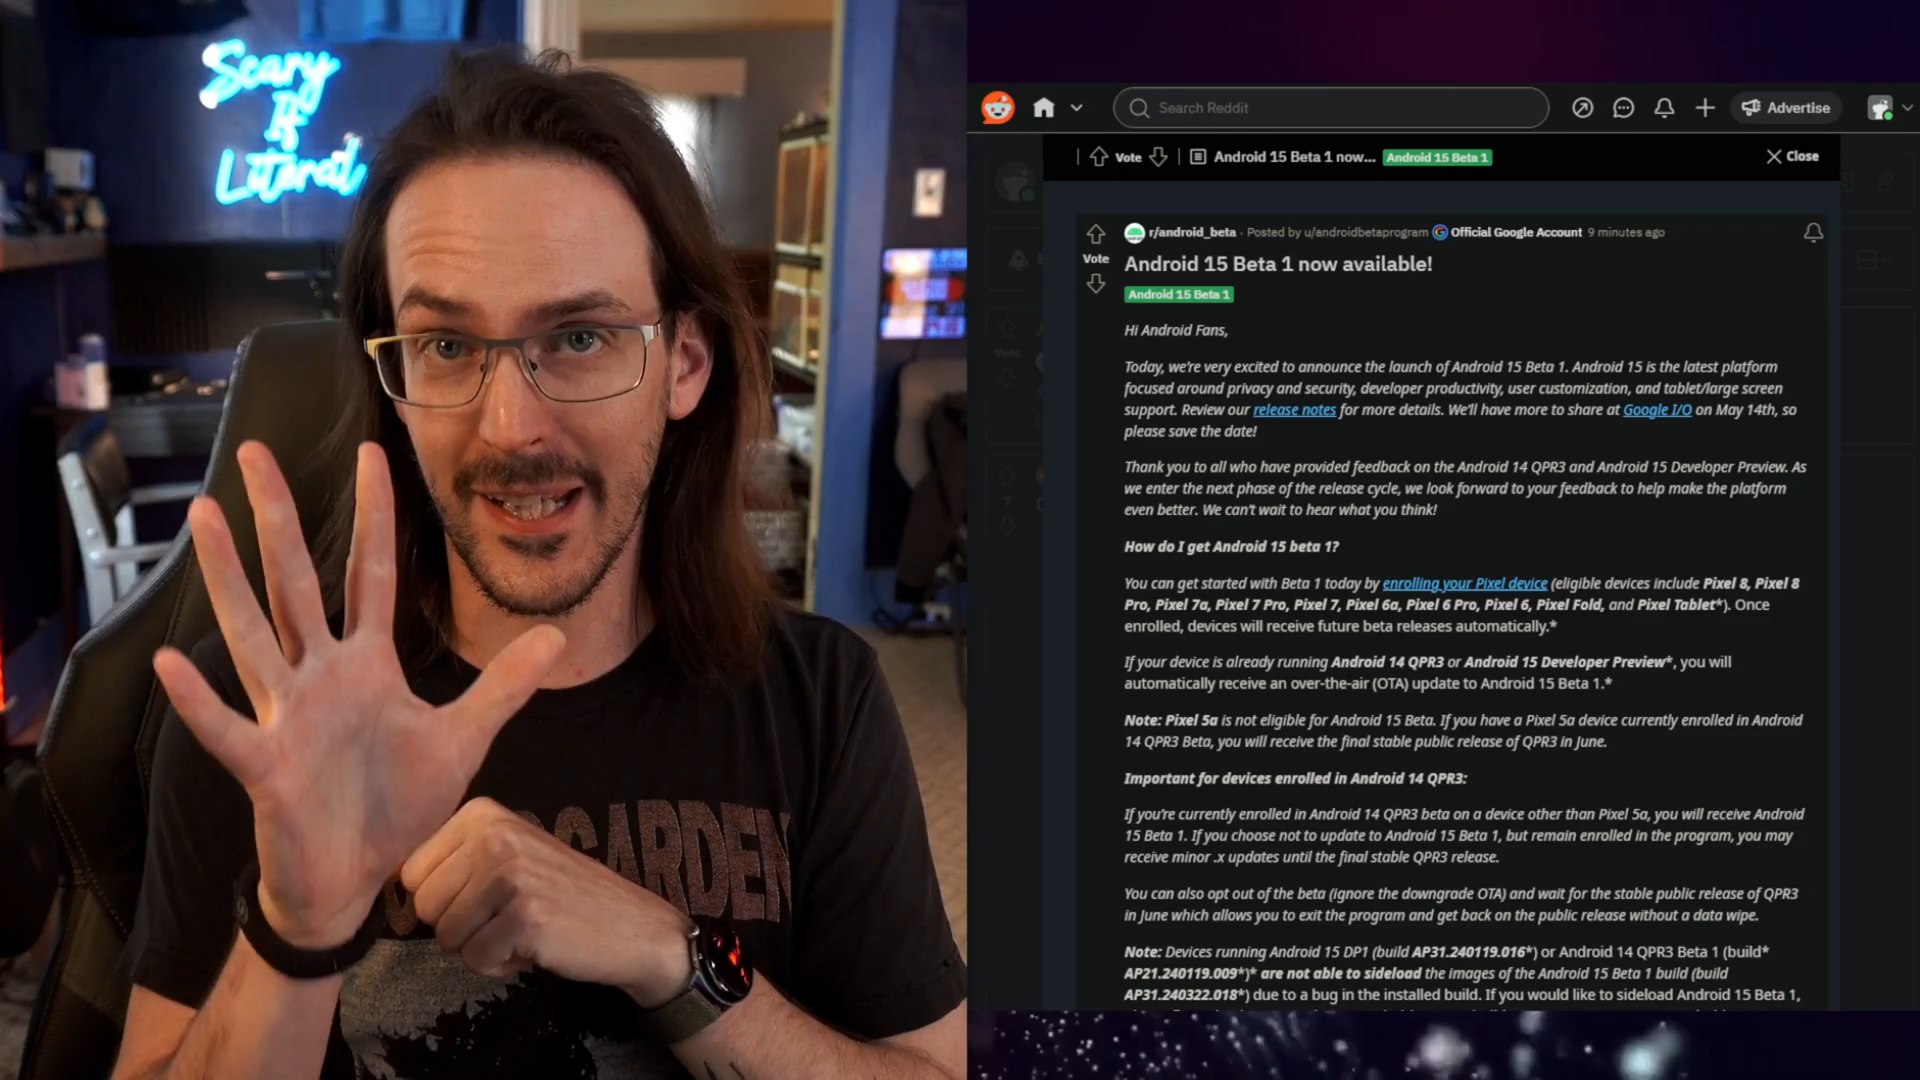 Scary
Pf
Literal
GARDEN
Search Reddit
Advertise
Vote
Android 15 Beta 1 now...
Android 15 Beta 1
Close
r/android_beta · Posted by u/androidbetaprogram Official Google Account 9 minutes ago
Vote
Android 15 Beta 1 now available!
Android 15 Beta 1
Hi Android Fans,
Today, we're very excited to announce the launch of Android 15 Beta 1. Android 15 is the latest platform
focused around privacy and security, developer productivity, user customization, and tablet/large screen
support. Review our release notes for more details. We'll have more to share at Google I/O on May 14th, so
please save the date!
Thank you to all who have provided feedback on the Android 14 QPR3 and Android 15 Developer Preview. As
we enter the next phase of the release cycle, we look forward to your feedback to help make the platform
even better. We can't wait to hear what you think!
How do I get Android 15 beta 1?
You can get started with Beta 1 today by enrolling your Pixel device (eligible devices include Pixel 8, Pixel 8
Pro, Pixel 7a, Pixel 7 Pro, Pixel 7, Pixel 6a, Pixel 6 Pro, Pixel 6, Pixel Fold, and Pixel Tablet*). Once
enrolled, devices will receive future beta releases automatically.*
If your device is already running Android 14 QPR3 or Android 15 Developer Preview*, you will
automatically receive an over-the-air (OTA) update to Android 15 Beta 1.*
Note: Pixel 5a is not eligible for Android 15 Beta. If you have a Pixel 5a device currently enrolled in Android
14 QPR3 Beta, you will receive the final stable public release of QPR3 in June.
Important for devices enrolled in Android 14 QPR3:
If you're currently enrolled in Android 14 QPR3 beta on a device other than Pixel 5a, you will receive Android
15 Beta 1. If you choose not to update to Android 15 Beta 1, but remain enrolled in the program, you may
receive minor .x updates until the final stable QPR3 release.
You can also opt out of the beta (ignore the downgrade OTA) and wait for the stable public release of QPR3
in June which allows you to exit the program and get back on the public release without a data wipe.
Note: Devices running Android 15 DP1 (build AP31.240119.016*) or Android 14 QPR3 Beta 1 (build*
AP21.240119.009*)* are not able to sideload the images of the Android 15 Beta 1 build (build
AP31.240322.018*) due to a bug in the installed build. If you would like to sideload Android 15 Beta 1,